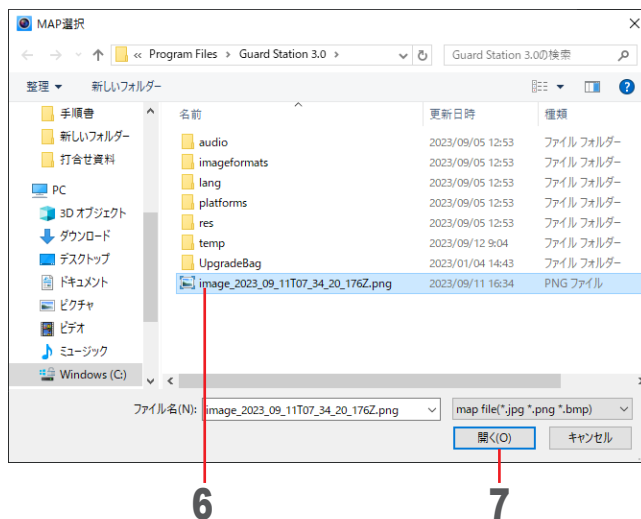 MAP選択
« Program Files > Guard Station 3.0 >
Guard Station 3.0の検索
整理 新しいフォルダー
名前 更新日時 種類
手順書
新しいフォルダー
打合せ資料
PC
3D オブジェクト
ダウンロード
デスクトップ
ドキュメント
ピクチャ
ビデオ
ミュージック
Windows (C:)
audio 2023/09/05 12:53 ファイル フォルダー
imageformats 2023/09/05 12:53 ファイル フォルダー
lang 2023/09/05 12:53 ファイル フォルダー
platforms 2023/09/05 12:53 ファイル フォルダー
res 2023/09/05 12:53 ファイル フォルダー
temp 2023/09/12 9:04 ファイル フォルダー
UpgradeBag 2023/01/04 14:43 ファイル フォルダー
image_2023_09_11T07_34_20_176Z.png 2023/09/11 16:34 PNG ファイル
ファイル名(N): image_2023_09_11T07_34_20_176Z.png map file(*.jpg *.png *.bmp)
開く(O) キャンセル
6 7